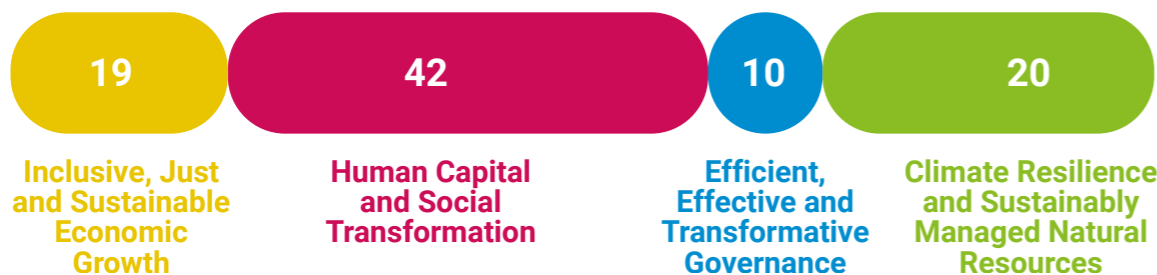 19
42
10
20
Inclusive, Just
and Sustainable
Economic
Growth
Human Capital
and Social
Transformation
Efficient,
Effective and
Transformative
Governance
Climate Resilience
and Sustainably
Managed Natural
Resources